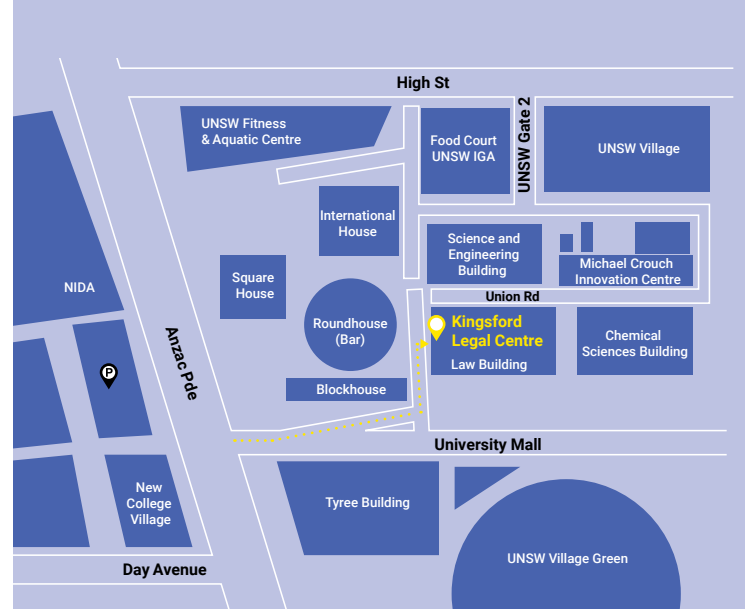 High St
UNSW Gate 2
UNSW Fitness
& Aquatic Centre
Food Court
UNSW IGA
UNSW Village
International
House
Science and
Engineering
Building
Michael Crouch
Innovation Centre
Square
House
NIDA
Union Rd
Roundhouse
(Bar)
Kingsford
Legal Centre
Law Building
Chemical
Sciences Building
Anzac Pde
P
Blockhouse
University Mall
New
College
Village
Tyree Building
UNSW Village Green
Day Avenue